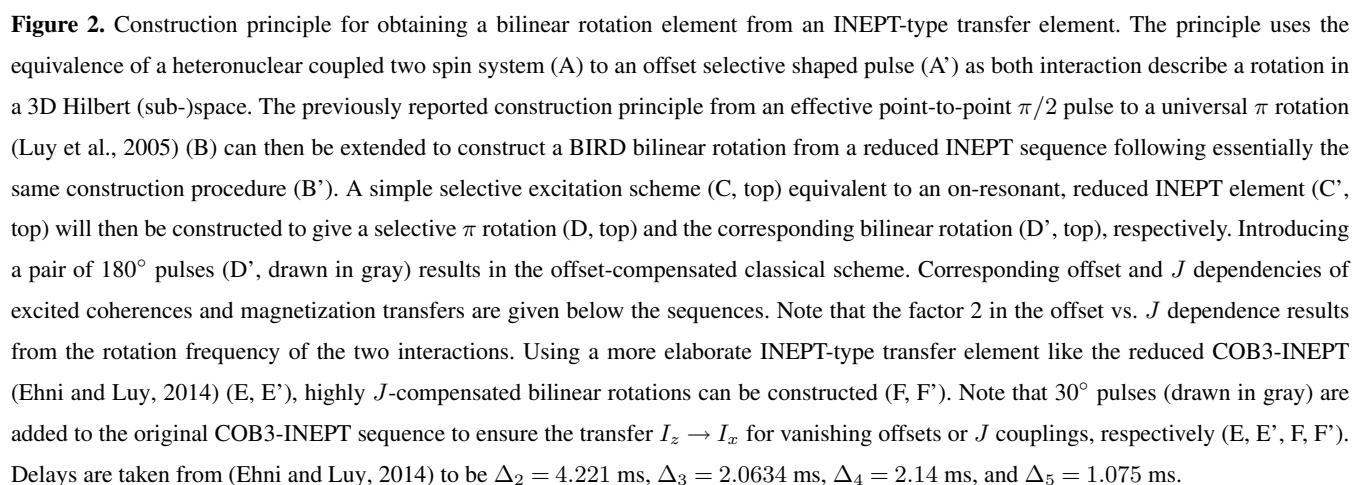 Figure 2. Construction principle for obtaining a bilinear rotation element from an INEPT-type transfer element. The principle uses the
equivalence of a heteronuclear coupled two spin system (A) to an offset selective shaped pulse (A’) as both interaction describe a rotation in
a 3D Hilbert (sub-)space. The previously reported construction principle from an effective point-to-point π/2 pulse to a universal π rotation
(Luy et al., 2005) (B) can then be extended to construct a BIRD bilinear rotation from a reduced INEPT sequence following essentially the
same construction procedure (B’). A simple selective excitation scheme (C, top) equivalent to an on-resonant, reduced INEPT element (C’,
top) will then be constructed to give a selective π rotation (D, top) and the corresponding bilinear rotation (D’, top), respectively. Introducing
a pair of 180° pulses (D’, drawn in gray) results in the offset-compensated classical scheme. Corresponding offset and J dependencies of
excited coherences and magnetization transfers are given below the sequences. Note that the factor 2 in the offset vs. J dependence results
from the rotation frequency of the two interactions. Using a more elaborate INEPT-type transfer element like the reduced COB3-INEPT
(Ehni and Luy, 2014) (E, E’), highly J-compensated bilinear rotations can be constructed (F, F’). Note that 30° pulses (drawn in gray) are
added to the original COB3-INEPT sequence to ensure the transfer I_z → I_x for vanishing offsets or J couplings, respectively (E, E’, F, F’).
Delays are taken from (Ehni and Luy, 2014) to be Δ₂ = 4.221 ms, Δ₃ = 2.0634 ms, Δ₄ = 2.14 ms, and Δ₅ = 1.075 ms.